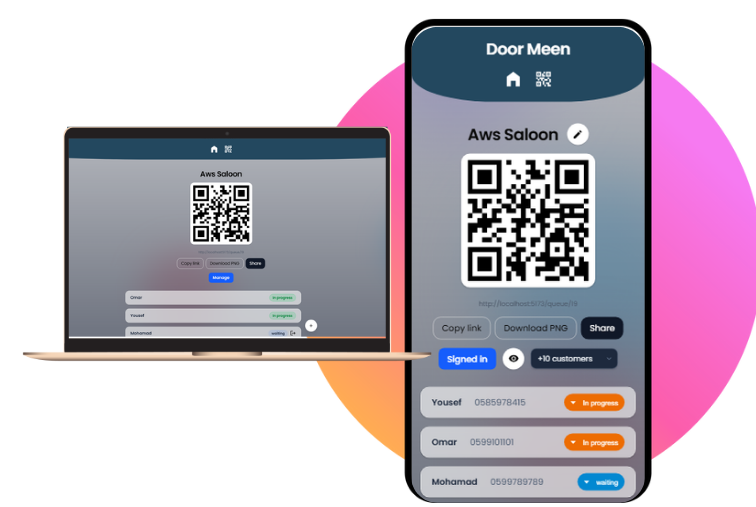 Aws Saloon
Copy link Download PNG Share
Manage
Omar In progress
Yousef In progress
Mohamad waiting
Door Meen
Aws Saloon
http://localhost:5173/queue/19
Copy link Download PNG Share
Signed in +10 customers
Yousef 0585978415 In progress
Omar 0599101101 In progress
Mohamad 0599789789 waiting